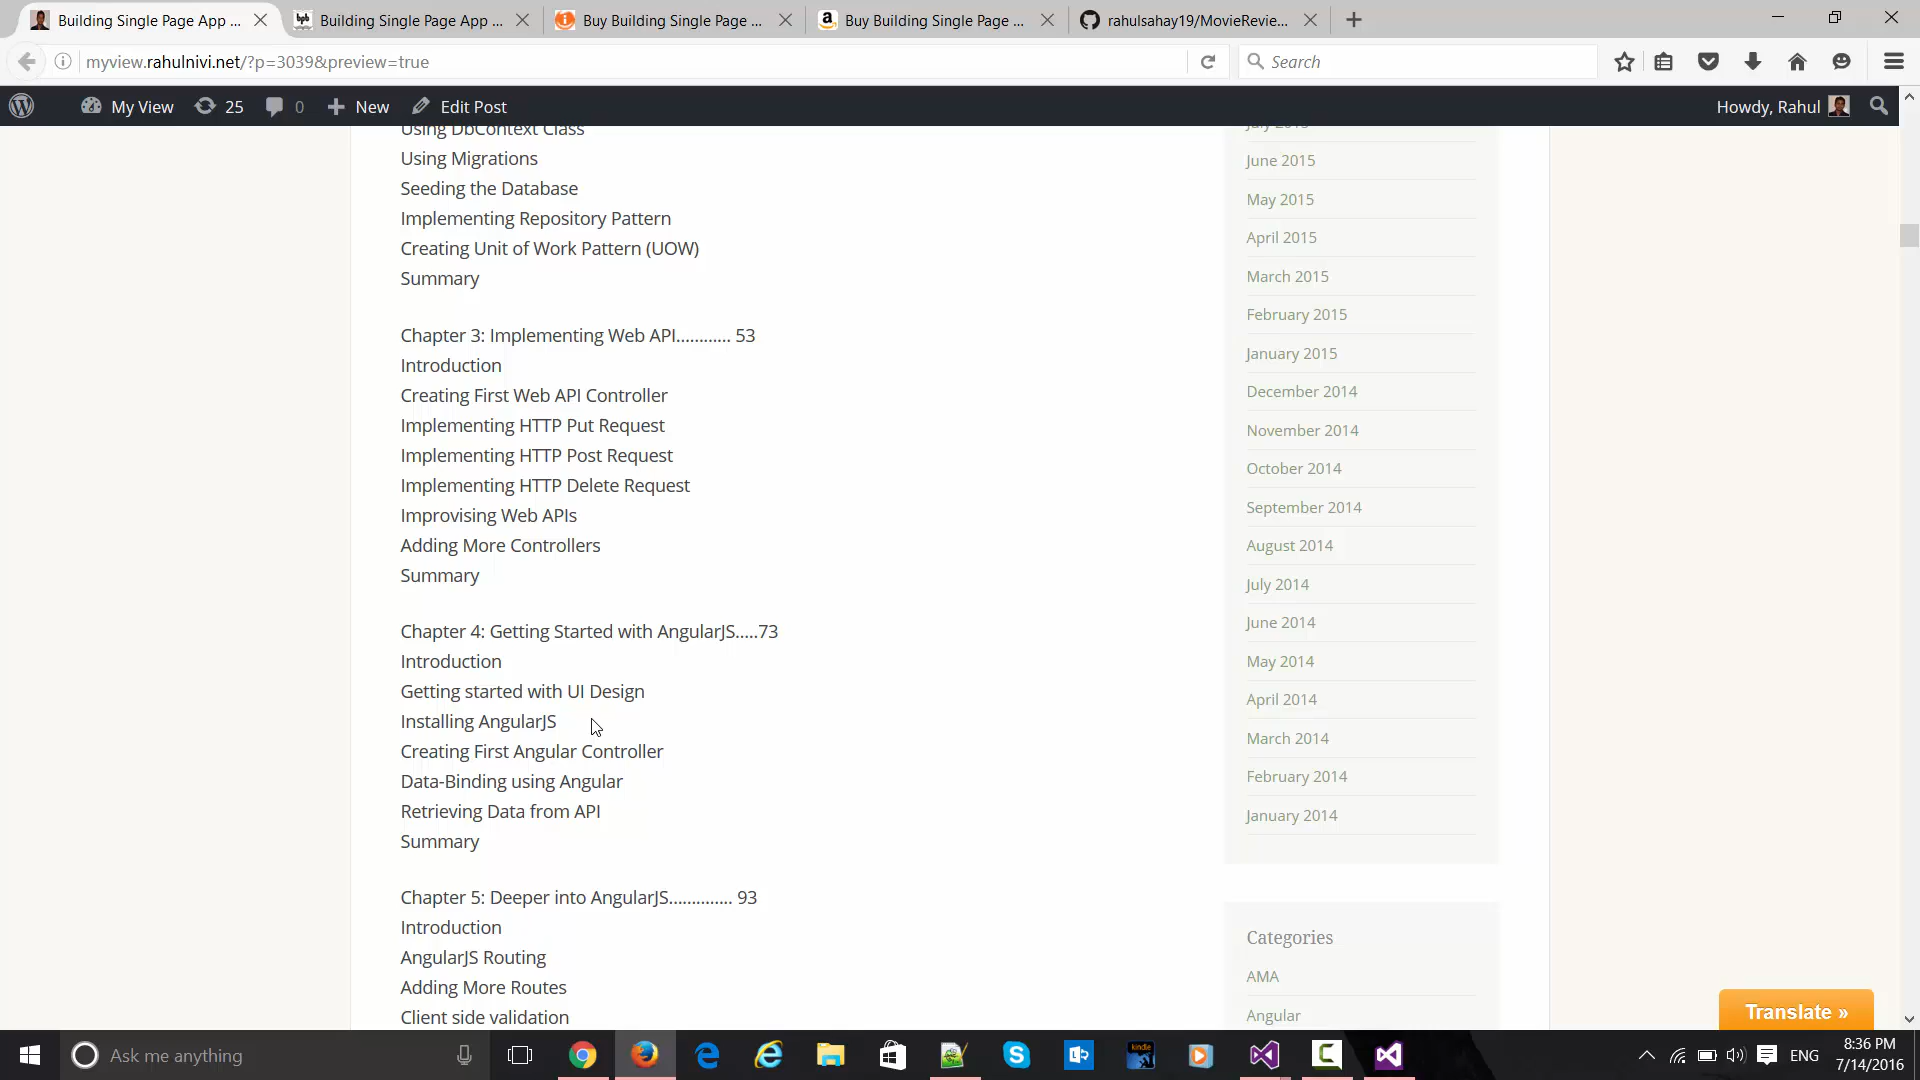 Building Single Page App ...
Building Single Page App ...
Buy Building Single Page ...
Buy Building Single Page ...
rahulsahay19/MovieRevie...
myview.rahulnivi.net/?p=3039&preview=true
Search
My View
25
0
New
Edit Post
Howdy, Rahul
Using DbContext Class
Using Migrations
Seeding the Database
Implementing Repository Pattern
Creating Unit of Work Pattern (UOW)
Summary
Chapter 3: Implementing Web API............ 53
Introduction
Creating First Web API Controller
Implementing HTTP Put Request
Implementing HTTP Post Request
Implementing HTTP Delete Request
Improvising Web APIs
Adding More Controllers
Summary
Chapter 4: Getting Started with AngularJS.....73
Introduction
Getting started with UI Design
Installing AngularJS
Creating First Angular Controller
Data-Binding using Angular
Retrieving Data from API
Summary
Chapter 5: Deeper into AngularJS.............. 93
Introduction
AngularJS Routing
Adding More Routes
Client side validation
July 2015
June 2015
May 2015
April 2015
March 2015
February 2015
January 2015
December 2014
November 2014
October 2014
September 2014
August 2014
July 2014
June 2014
May 2014
April 2014
March 2014
February 2014
January 2014
Categories
AMA
Angular
Translate »
Ask me anything
kindle
ENG
8:36 PM
7/14/2016